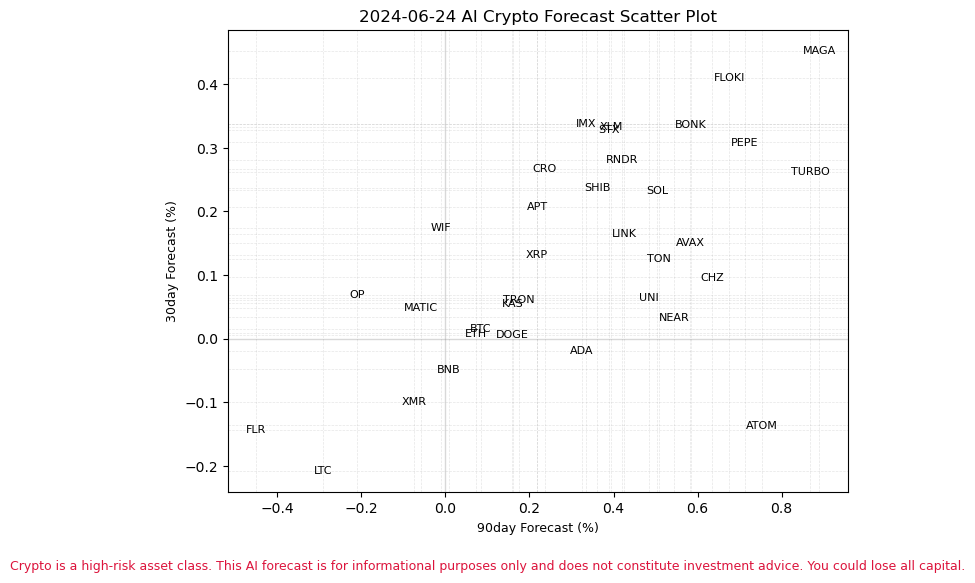 2024-06-24 AI Crypto Forecast Scatter Plot
MAGA
FLOKI
0.4
IMX
XLM
STX
BONK
PEPE
0.3
RNDR
CRO
TURBO
SHIB
SOL
APT
0.2
WIF
LINK
AVAX
XRP
TON
30day Forecast (%)
0.1
CHZ
OP
UNI
TRON
KAS
MATIC
NEAR
BTC
ETH
DOGE
0.0
ADA
BNB
−0.1
XMR
ATOM
FLR
−0.2
LTC
−0.4 −0.2 0.0 0.2 0.4 0.6 0.8
90day Forecast (%)
Crypto is a high-risk asset class. This AI forecast is for informational purposes only and does not constitute investment advice. You could lose all capital.